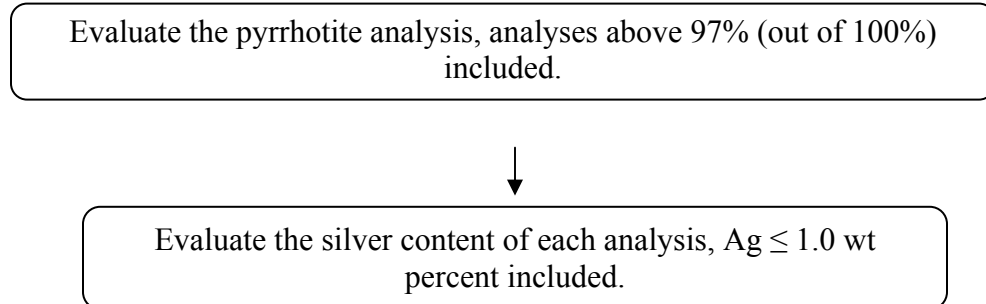 Evaluate the pyrrhotite analysis, analyses above 97% (out of 100%)
included.
Evaluate the silver content of each analysis, Ag ≤ 1.0 wt
percent included.